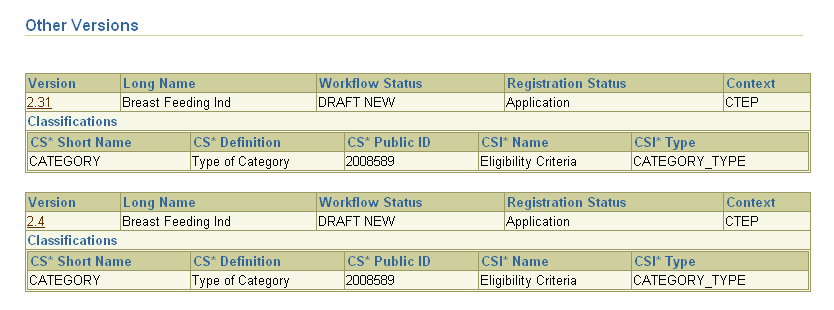 Other Versions
Version Long Name Workflow Status Registration Status Context
2.31 Breast Feeding Ind DRAFT NEW Application CTEP
Classifications
CS* Short Name CS* Definition CS* Public ID CSI* Name CSI* Type
CATEGORY Type of Category 2008589 Eligibility Criteria CATEGORY_TYPE
Version Long Name Workflow Status Registration Status Context
2.4 Breast Feeding Ind DRAFT NEW Application CTEP
Classifications
CS* Short Name CS* Definition CS* Public ID CSI* Name CSI* Type
CATEGORY Type of Category 2008589 Eligibility Criteria CATEGORY_TYPE